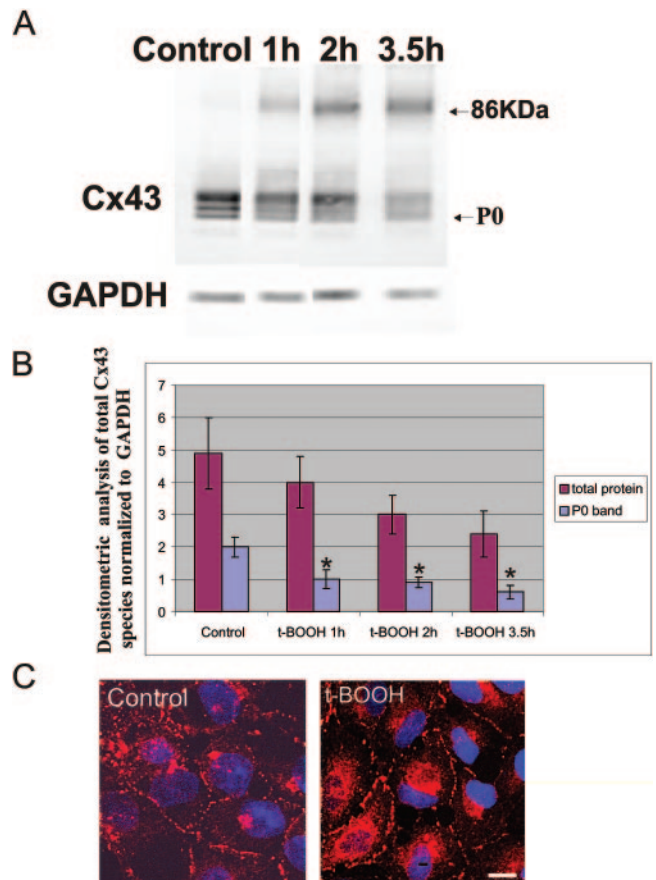 A
Control 1h 2h 3.5h
←86KDa
Cx43
←P0
GAPDH
B
Densitometric analysis of total Cx43
species normalized to GAPDH
7
6
5
4
3
2
1
0
Control t-BOOH 1h t-BOOH 2h t-BOOH 3.5h
* * *
total protein
P0 band
C
Control t-BOOH